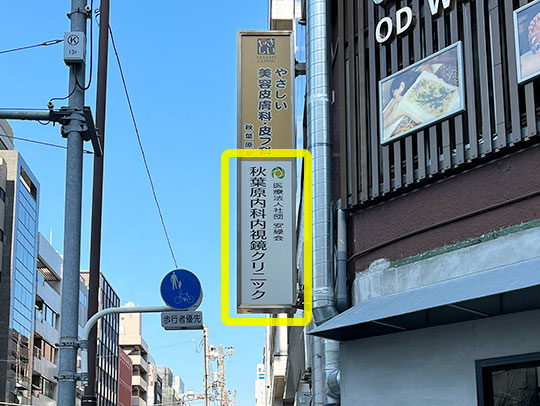 OD W
やさしい
美容皮膚科・皮フ科
秋葉原
医療法人社団 安緑会
秋葉原内科内視鏡クリニック
歩行者優先
K